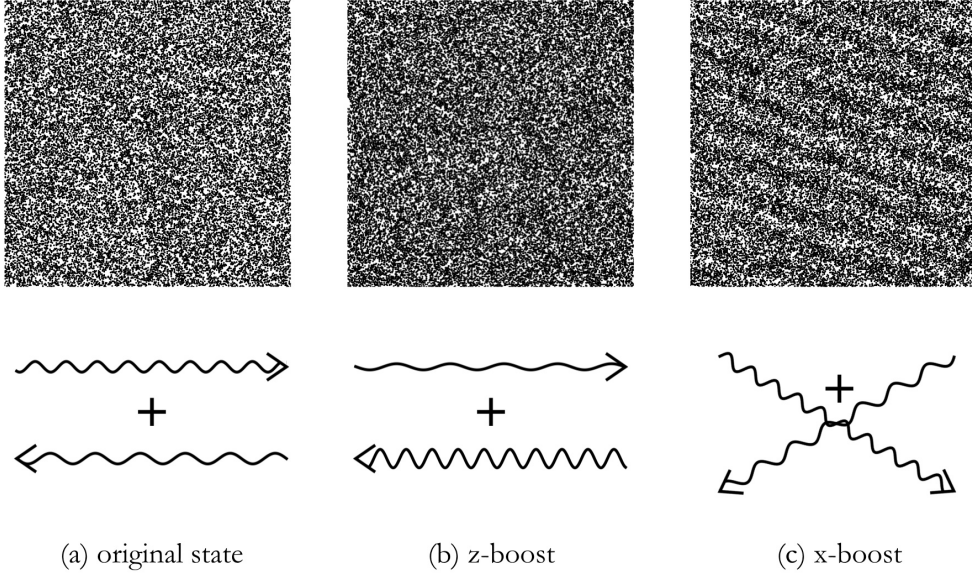 +
+
+
(a) original state
(b) z-boost
(c) x-boost